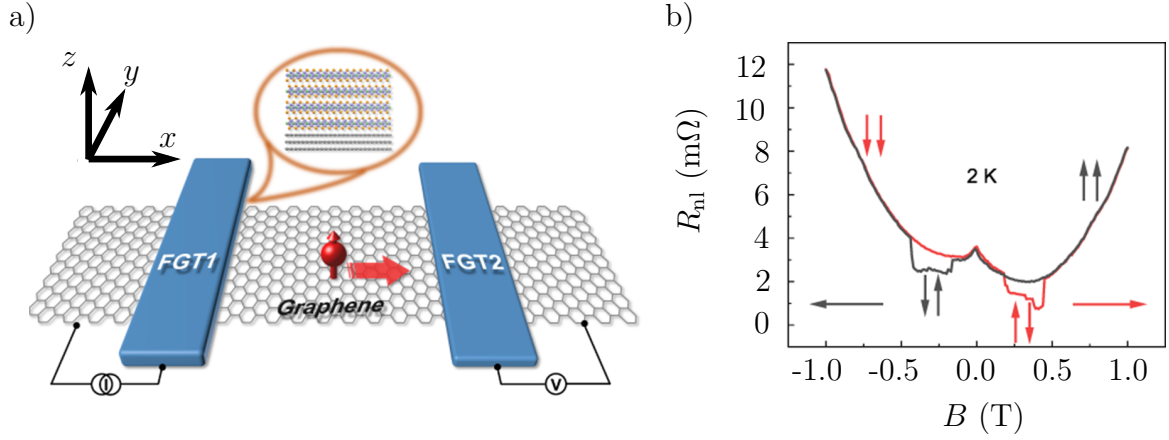 a)
z
y
x
FGT1
FGT2
Graphene
I
V
b)
R_nl (mΩ)
12
10
8
6
4
2
0
2 K
-1.0
-0.5
0.0
0.5
1.0
B (T)